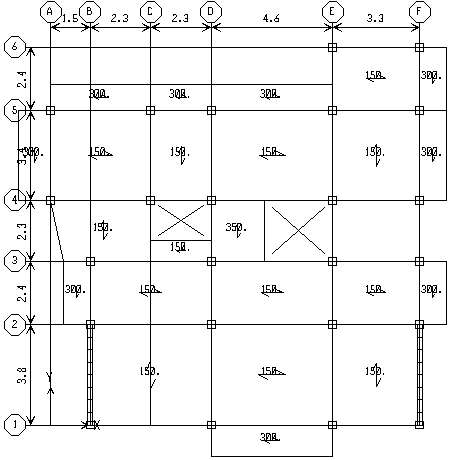 A B C D E F
1.5 2.3 2.3 4.6 3.3
6
2.4 150. 300.
300. 300. 300.
5
300. 150. 150. 150. 150. 300.
4
2.3 150. 350.
150.
3
2.4 300. 150. 150. 150. 300.
2
3.8 150. 150. 150.
Y
1 X
300.